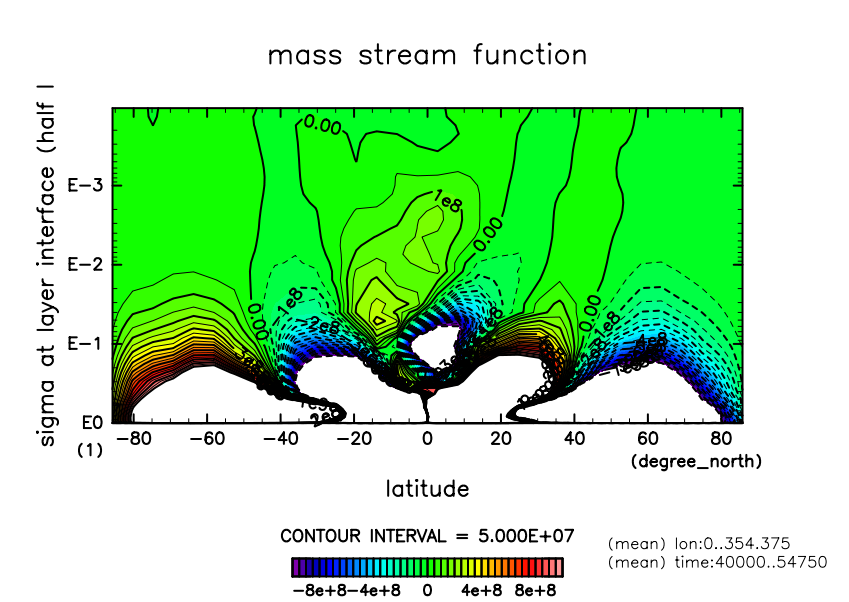 mass stream function
sigma at layer interface (half l
E-3
E-2
E-1
E0
(1)
0.00
1e8
0.00
0.00
0.00
-1e8
-2e8
-80 -60 -40 -20 0 20 40 60 80
(degree_north)
latitude
CONTOUR INTERVAL = 5.000E+07
-8e+8-4e+8 0 4e+8 8e+8
(mean) lon:0..354.375
(mean) time:40000..54750